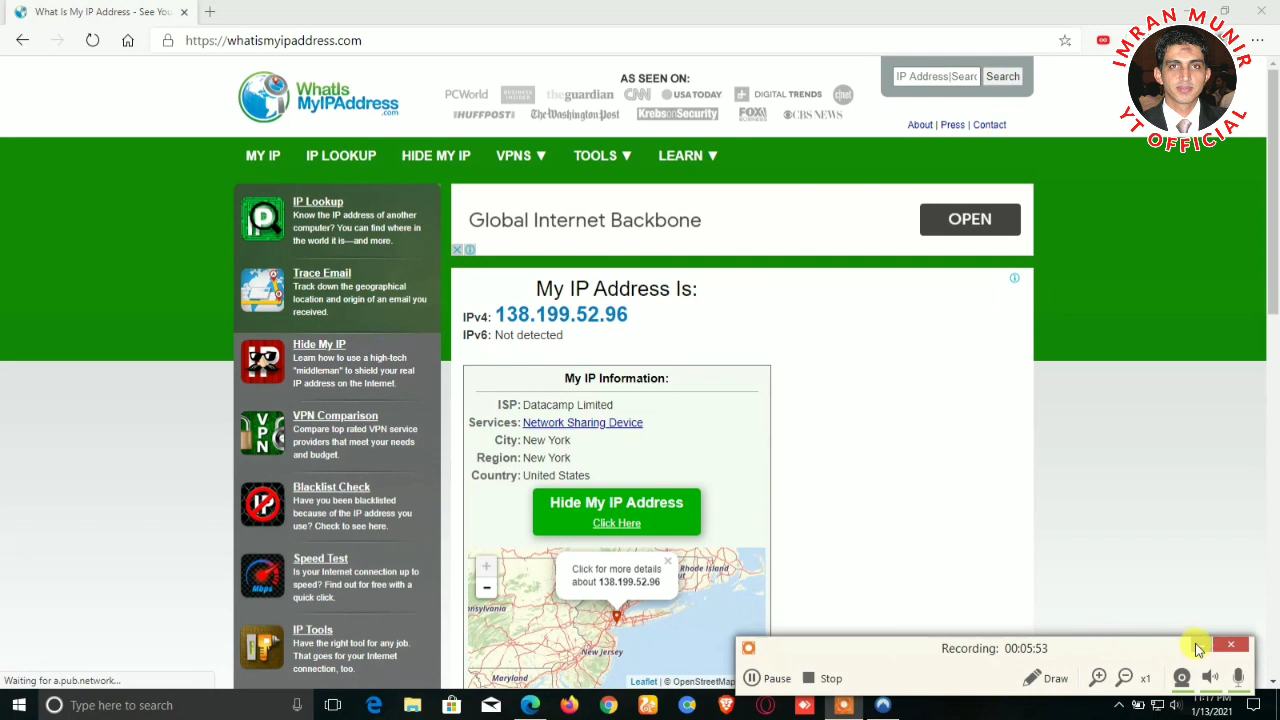 What Is My IP Address - See You
https://whatismyipaddress.com
IMRAN MUNIR
YT OFFICIAL
WhatIs
MyIPAddress
.com
AS SEEN ON:
PCWorld BUSINESS INSIDER theguardian CNN USA TODAY DIGITAL TRENDS c|net
HUFFPOST The Washington Post KrebsonSecurity FOX CBS NEWS
IP Address Search
About | Press | Contact
MY IP IP LOOKUP HIDE MY IP VPNS ▼ TOOLS ▼ LEARN ▼
IP Lookup
Know the IP address of another
computer? You can find where in
the world it is—and more.
Trace Email
Track down the geographical
location and origin of an email you
received.
Hide My IP
Learn how to use a high-tech
"middleman" to shield your real
IP address on the Internet.
VPN Comparison
Compare top rated VPN service
providers that meet your needs
and budget.
Blacklist Check
Have you been blacklisted
because of the IP address you
use? Check to see here.
Speed Test
Is your Internet connection up to
speed? Find out for free with a
quick click.
IP Tools
Have the right tool for any job.
That goes for your Internet
connection, too.
Global Internet Backbone
OPEN
My IP Address Is:
IPv4: 138.199.52.96
IPv6: Not detected
My IP Information:
ISP: Datacamp Limited
Services: Network Sharing Device
City: New York
Region: New York
Country: United States
Hide My IP Address
Click Here
Click for more details
about 138.199.52.96
Rhode Island
nnsylvania
New Jersey
Maryland
Leaflet | © OpenStreetMap
Recording: 00:05:53
Pause Stop Draw x1
Waiting for a.pub.network...
Type here to search
11:17 PM
1/13/2021